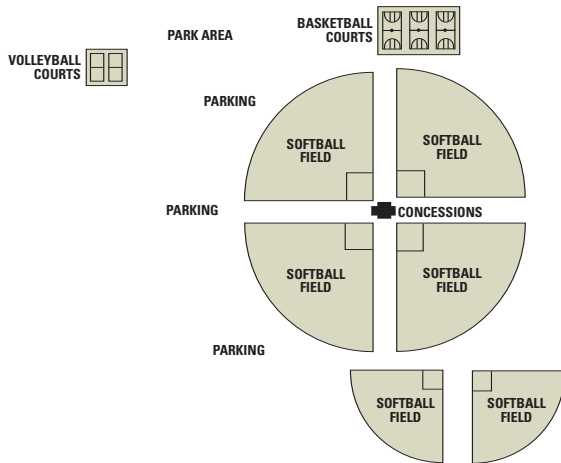 PARK AREA
BASKETBALL
COURTS
VOLLEYBALL
COURTS
PARKING
SOFTBALL
FIELD
SOFTBALL
FIELD
PARKING
CONCESSIONS
SOFTBALL
FIELD
SOFTBALL
FIELD
PARKING
SOFTBALL
FIELD
SOFTBALL
FIELD